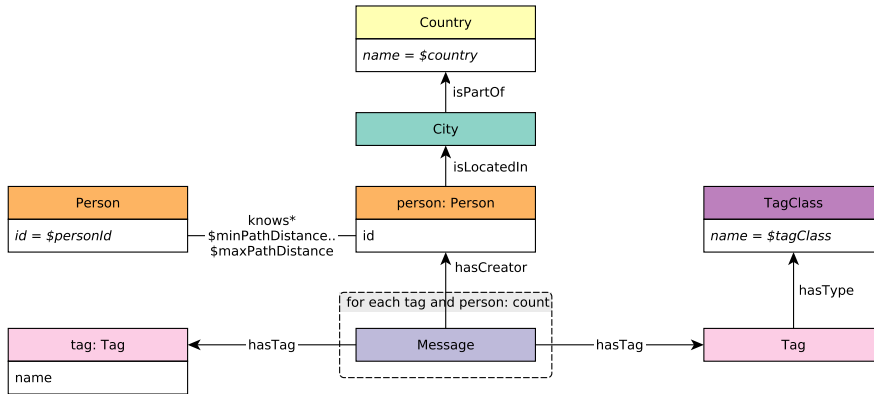 Country
name = $country
isPartOf
City
isLocatedIn
Person
id = $personId
knows*
$minPathDistance..
$maxPathDistance
person: Person
id
TagClass
name = $tagClass
hasCreator
hasType
for each tag and person: count
tag: Tag
name
hasTag
Message
hasTag
Tag